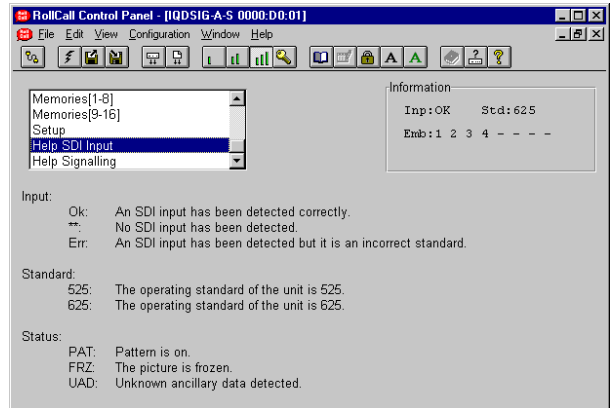 RollCall Control Panel - [IQDSIG-A-S 0000:D0:01]
File Edit View Configuration Window Help
A A
Memories[1-8]
Memories[9-16]
Setup
Help SDI Input
Help Signalling
Information
Inp:OK Std:625
Emb:1 2 3 4 - - - -
Input:
Ok: An SDI input has been detected correctly.
**: No SDI input has been detected.
Err: An SDI input has been detected but it is an incorrect standard.
Standard:
525: The operating standard of the unit is 525.
625: The operating standard of the unit is 625.
Status:
PAT: Pattern is on.
FRZ: The picture is frozen.
UAD: Unknown ancillary data detected.